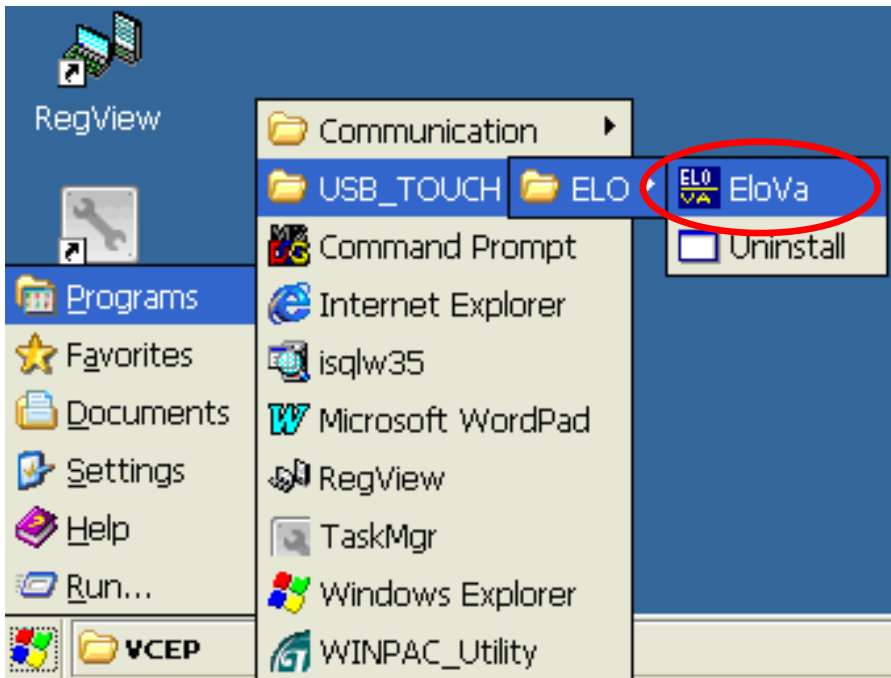 RegView
Programs
Favorites
Documents
Settings
Help
Run...
VCEP
Communication
USB_TOUCH
Command Prompt
Internet Explorer
isqlw35
Microsoft WordPad
RegView
TaskMgr
Windows Explorer
WINPAC_Utility
ELO
ELO
VA
EloVa
Uninstall